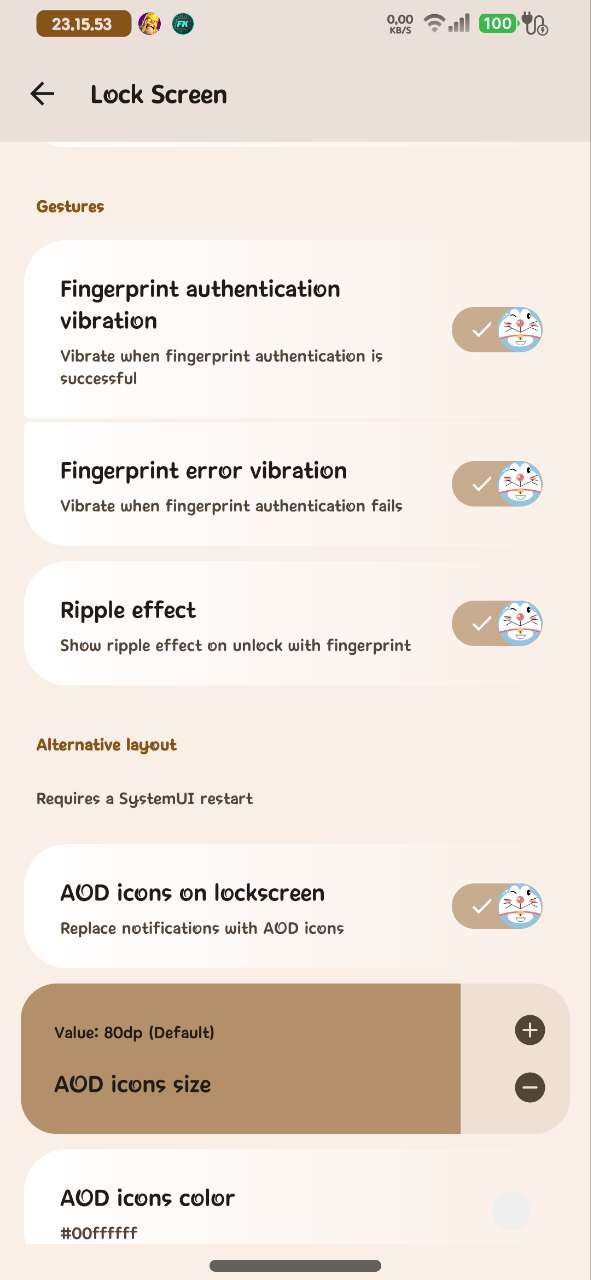 23.15.53
FK
0,00
KB/S
100
Lock Screen
Gestures
Fingerprint authentication
vibration
Vibrate when fingerprint authentication is
successful
Fingerprint error vibration
Vibrate when fingerprint authentication fails
Ripple effect
Show ripple effect on unlock with fingerprint
Alternative layout
Requires a SystemUI restart
AOD icons on lockscreen
Replace notifications with AOD icons
Value: 80dp (Default)
AOD icons size
AOD icons color
#00ffffff